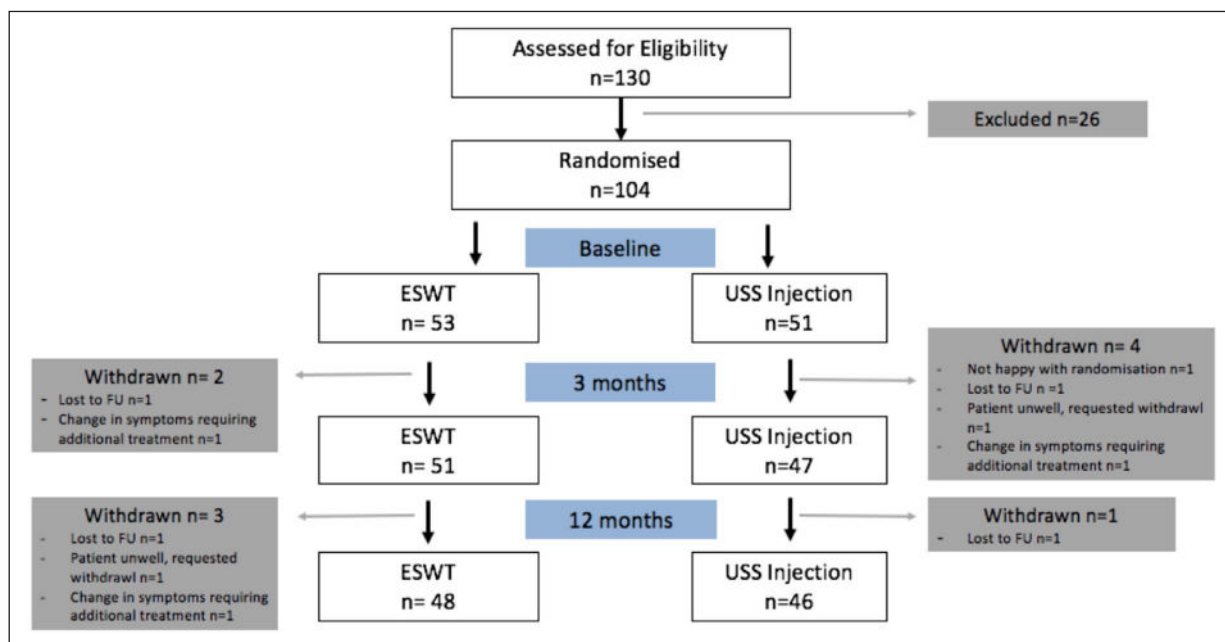 Assessed for Eligibility
n=130
Excluded n=26
Randomised
n=104
Baseline
ESWT
n= 53
USS Injection
n=51
Withdrawn n= 2
- Lost to FU n=1
- Change in symptoms requiring
additional treatment n=1
3 months
Withdrawn n= 4
- Not happy with randomisation n=1
- Lost to FU n =1
- Patient unwell, requested withdrawl
n=1
- Change in symptoms requiring
additional treatment n=1
ESWT
n= 51
USS Injection
n=47
Withdrawn n= 3
- Lost to FU n=1
- Patient unwell, requested
withdrawl n=1
- Change in symptoms requiring
additional treatment n=1
12 months
Withdrawn n=1
- Lost to FU n=1
ESWT
n= 48
USS Injection
n=46